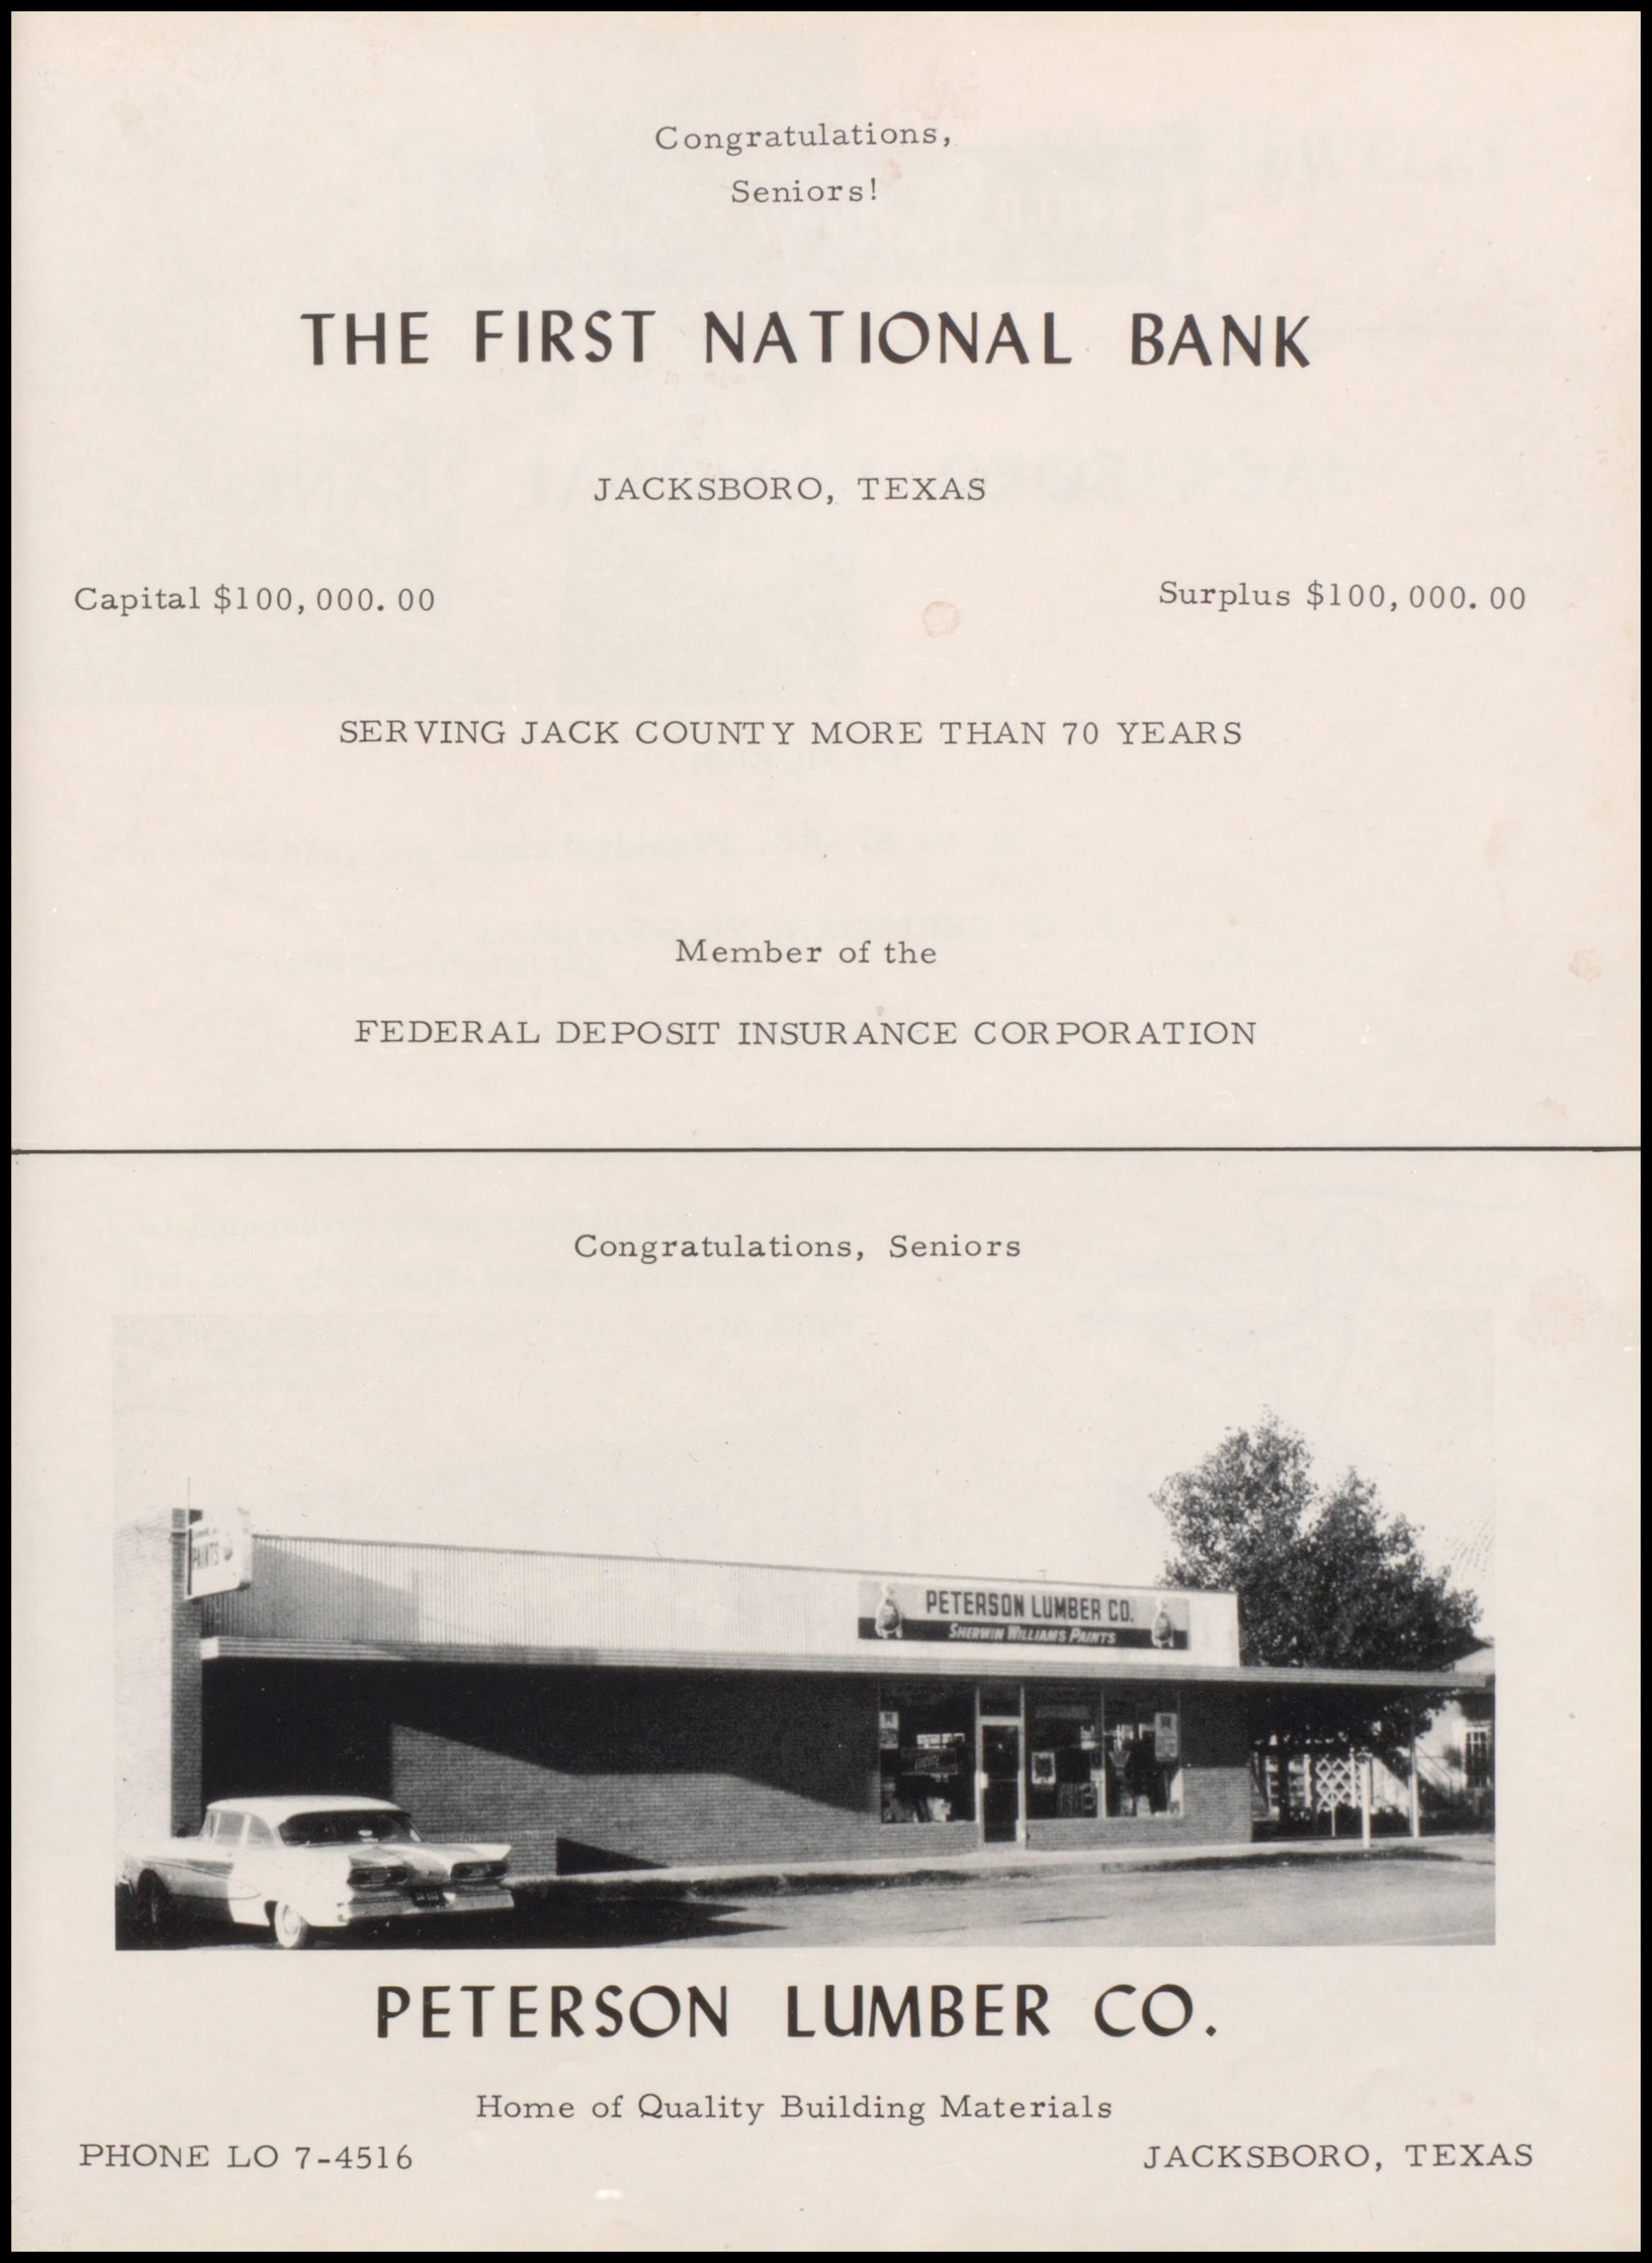 Congratulations,
Seniors!
THE FIRST NATIONAL BANK
JACKSBORO, TEXAS
Capital $100,000.00 Surplus $100,000.00
SERVING JACK COUNTY MORE THAN 70 YEARS
Member of the
FEDERAL DEPOSIT INSURANCE CORPORATION
Congratulations, Seniors
PAINTS
PETERSON LUMBER CO.
SHERWIN WILLIAMS PAINTS
PETERSON LUMBER CO.
Home of Quality Building Materials
PHONE LO 7-4516 JACKSBORO, TEXAS